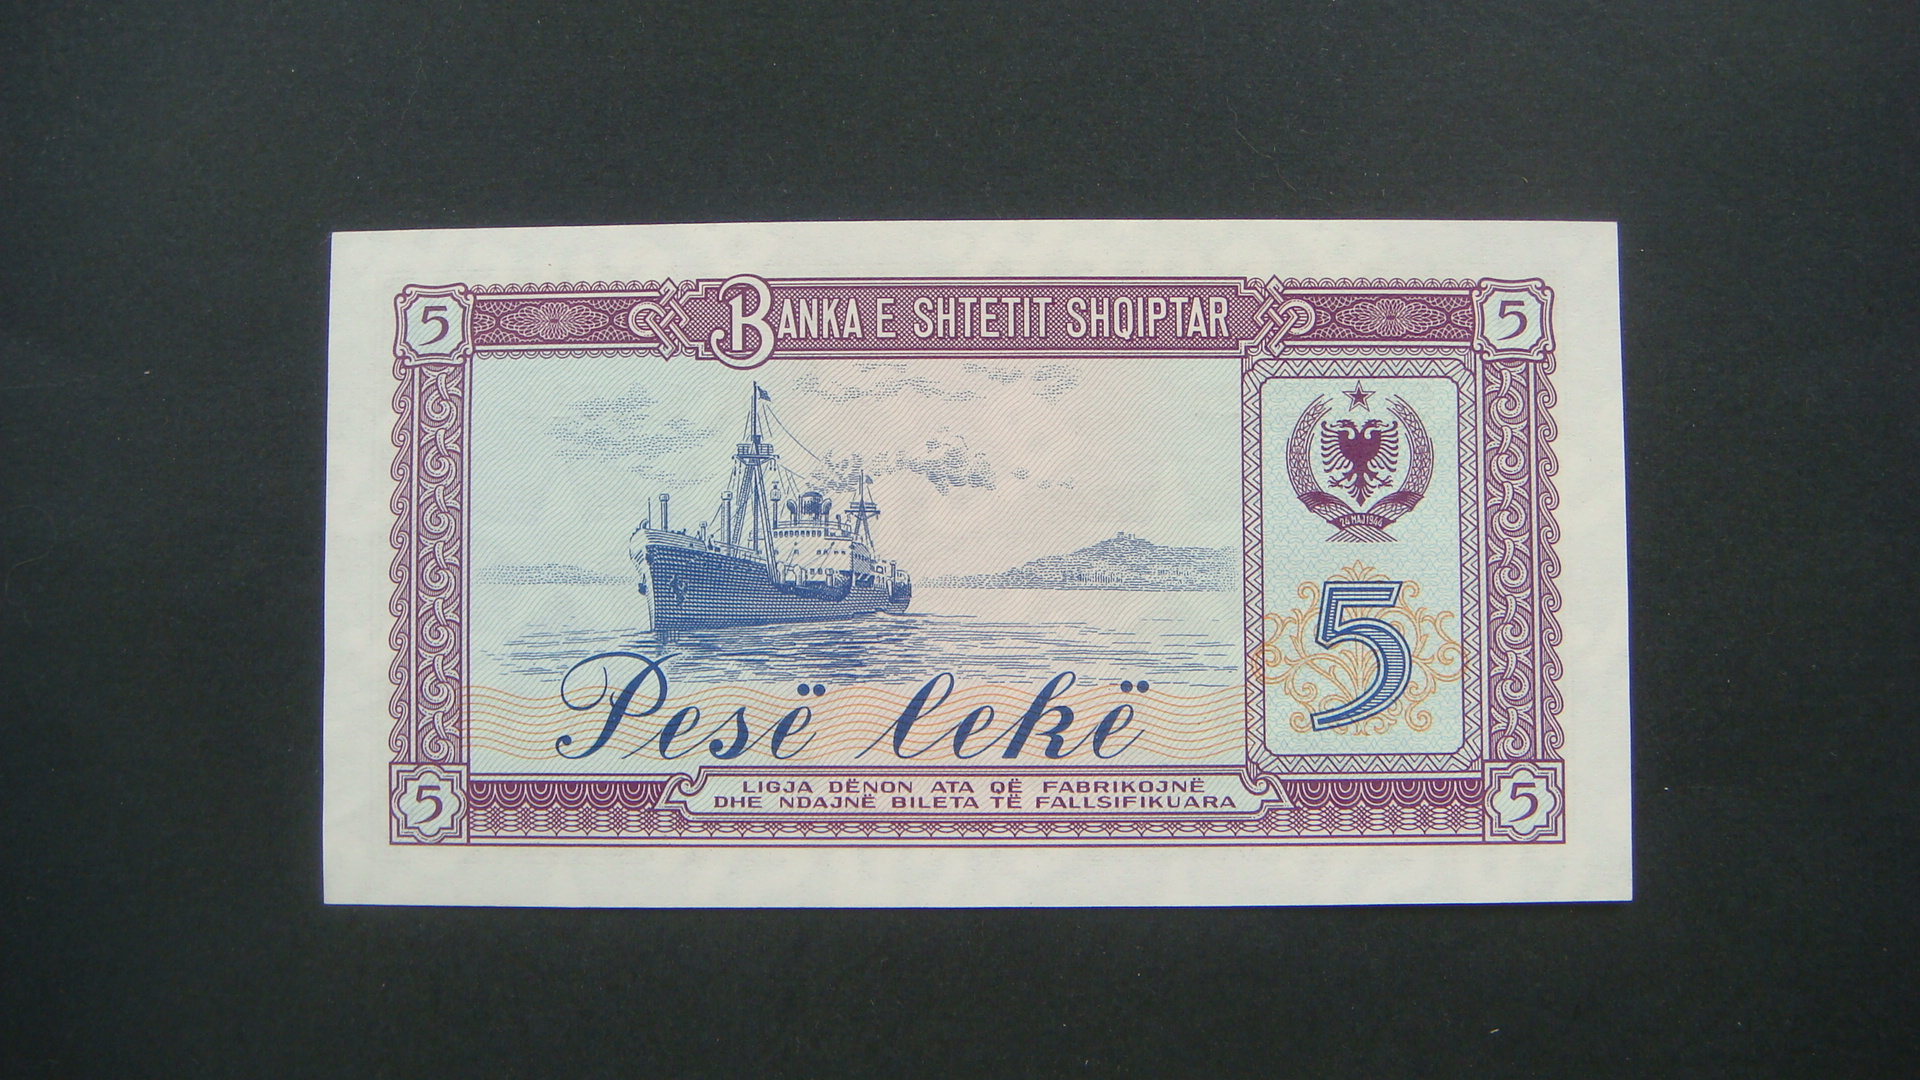 5 BANKA E SHTETIT SHQIPTAR 5
24 MAJ 1944
5
Pesë lekë
5 LIGJA DËNON ATA QË FABRIKOJNË 5
DHE NDAJNË BILETA TË FALLSIFIKUARA